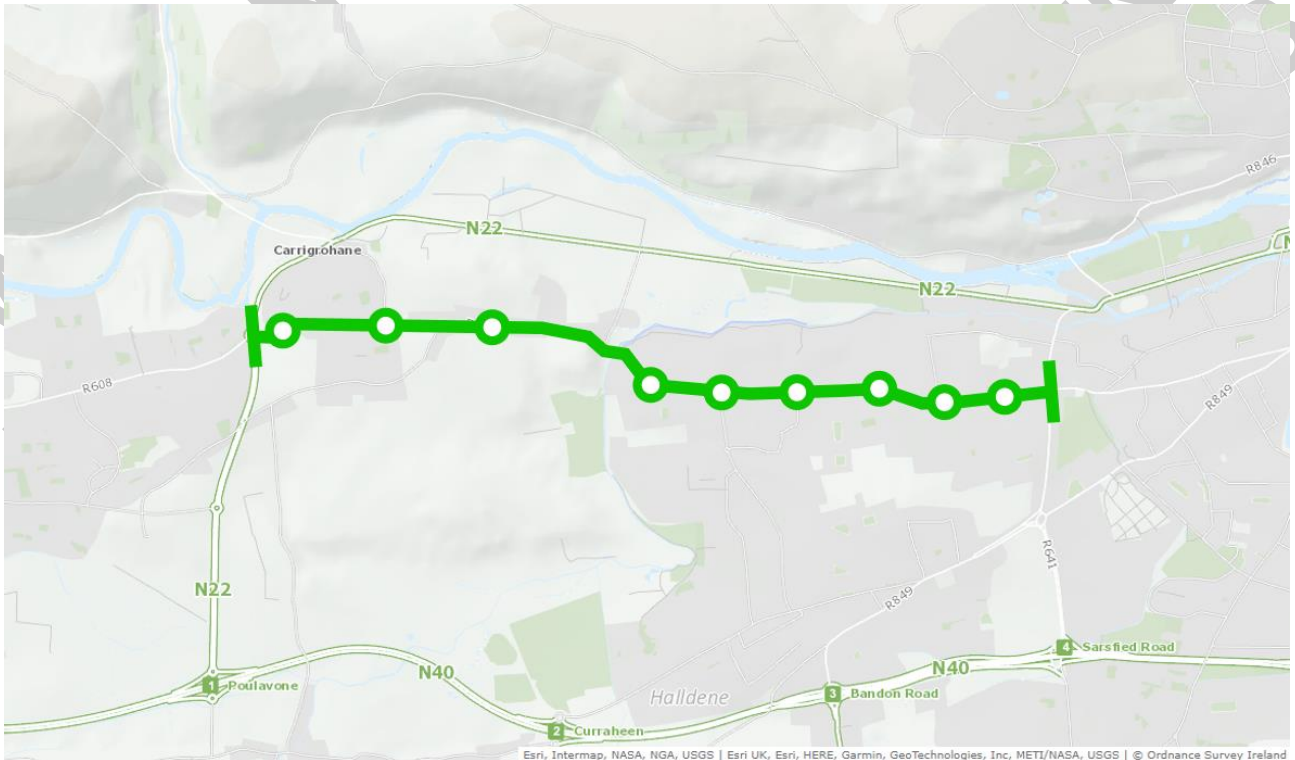 R846
N22
Carrigrohane
N22
R608
R849
R641
N22
R849
4 Sarsfied Road
N40
N40
1 Poulavone
Halldene
3 Bandon Road
2 Curraheen
Esri, Intermap, NASA, NGA, USGS | Esri UK, Esri, HERE, Garmin, GeoTechnologies, Inc, METI/NASA, USGS | © Ordnance Survey Ireland